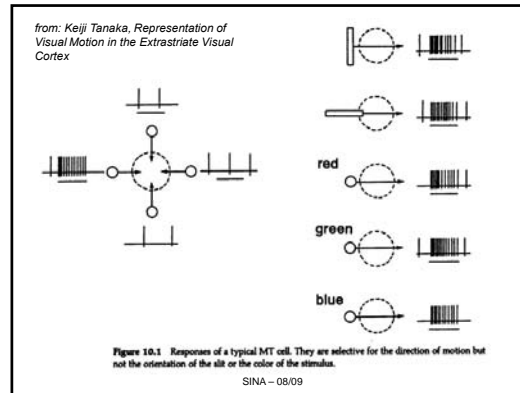 from: Keiji Tanaka, Representation of
Visual Motion in the Extrastriate Visual
Cortex
red
green
blue
Figure 10.1 Responses of a typical MT cell. They are selective for the direction of motion but
not the orientation of the slit or the color of the stimulus.
SINA – 08/09